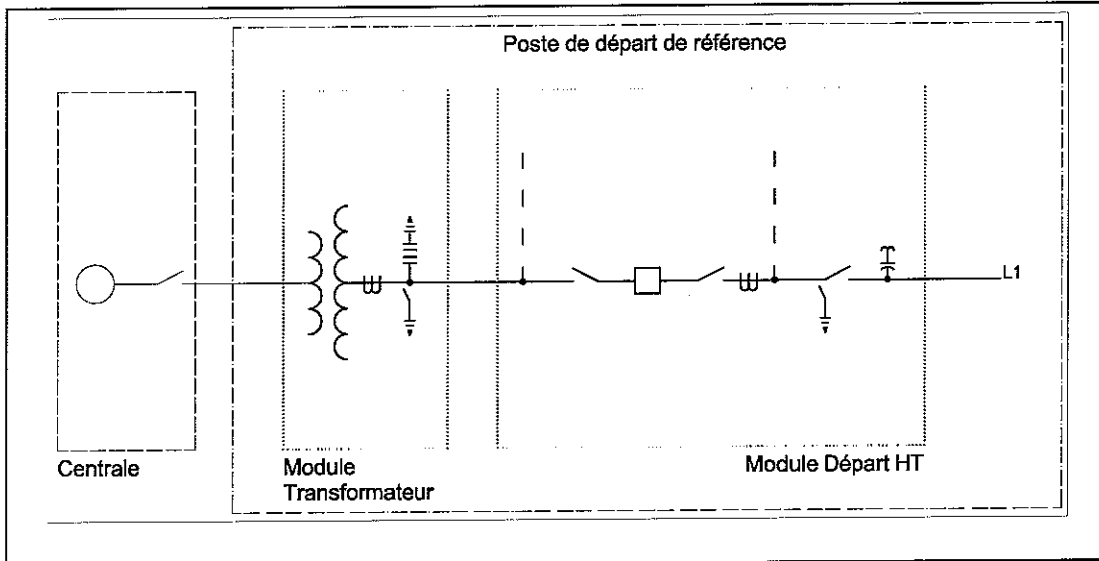 Poste de départ de référence
L1
Centrale
Module
Transformateur
Module Départ HT